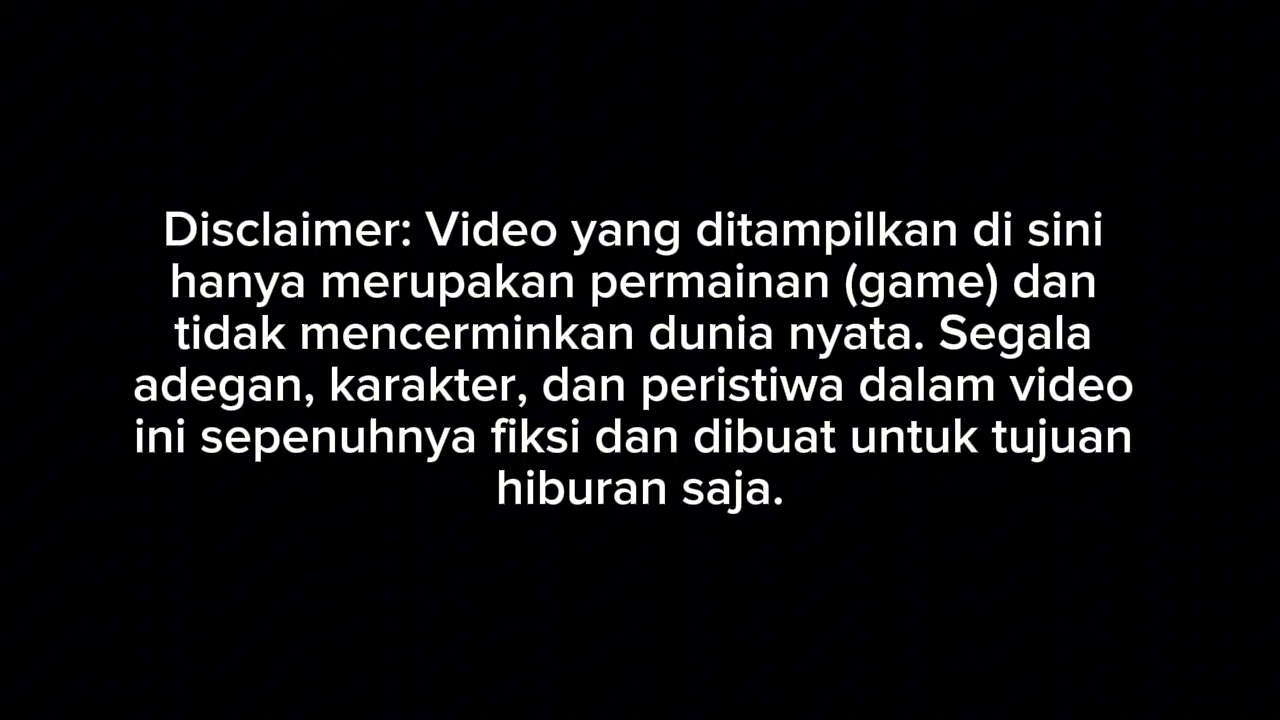 Disclaimer: Video yang ditampilkan di sini
hanya merupakan permainan (game) dan
tidak mencerminkan dunia nyata. Segala
adegan, karakter, dan peristiwa dalam video
ini sepenuhnya fiksi dan dibuat untuk tujuan
hiburan saja.